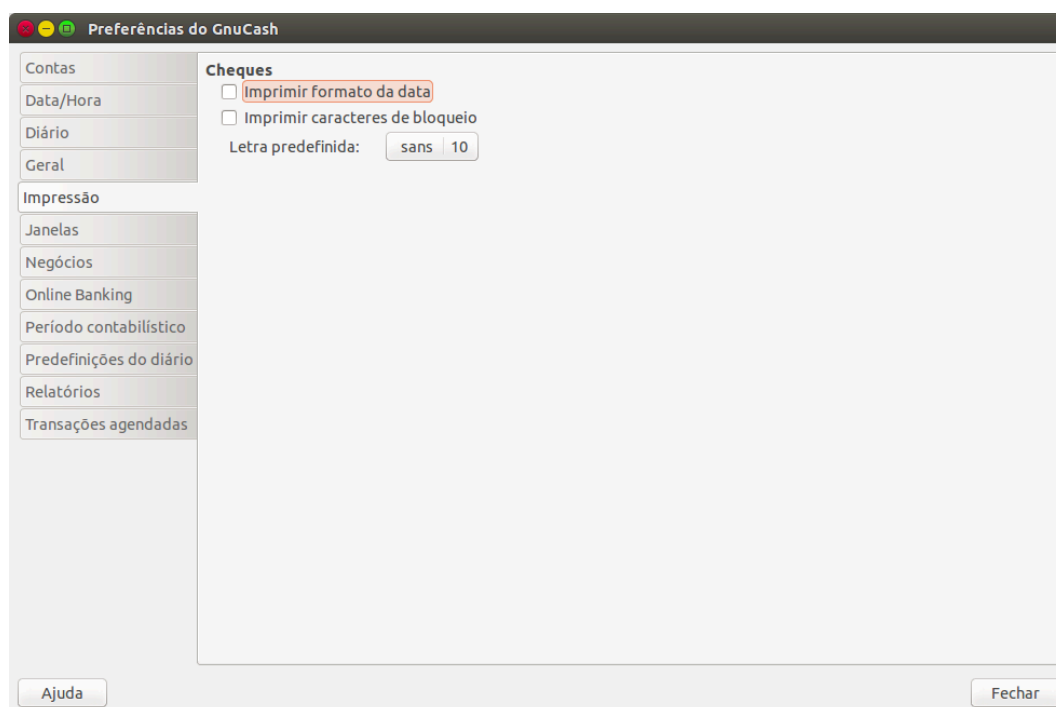 Preferências do GnuCash
Contas
Data/Hora
Diário
Geral
Impressão
Janelas
Negócios
Online Banking
Período contabilístico
Predefinições do diário
Relatórios
Transações agendadas
Cheques
Imprimir formato da data
Imprimir caracteres de bloqueio
Letra predefinida: sans 10
Ajuda Fechar